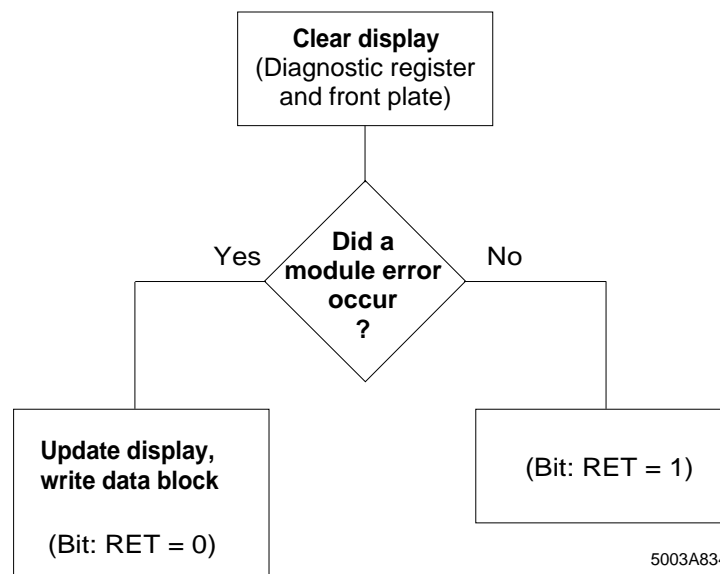 Clear display
(Diagnostic register
and front plate)
Yes
Did a
module error
occur
?
No
Update display,
write data block
(Bit: RET = 0)
(Bit: RET = 1)
5003A834